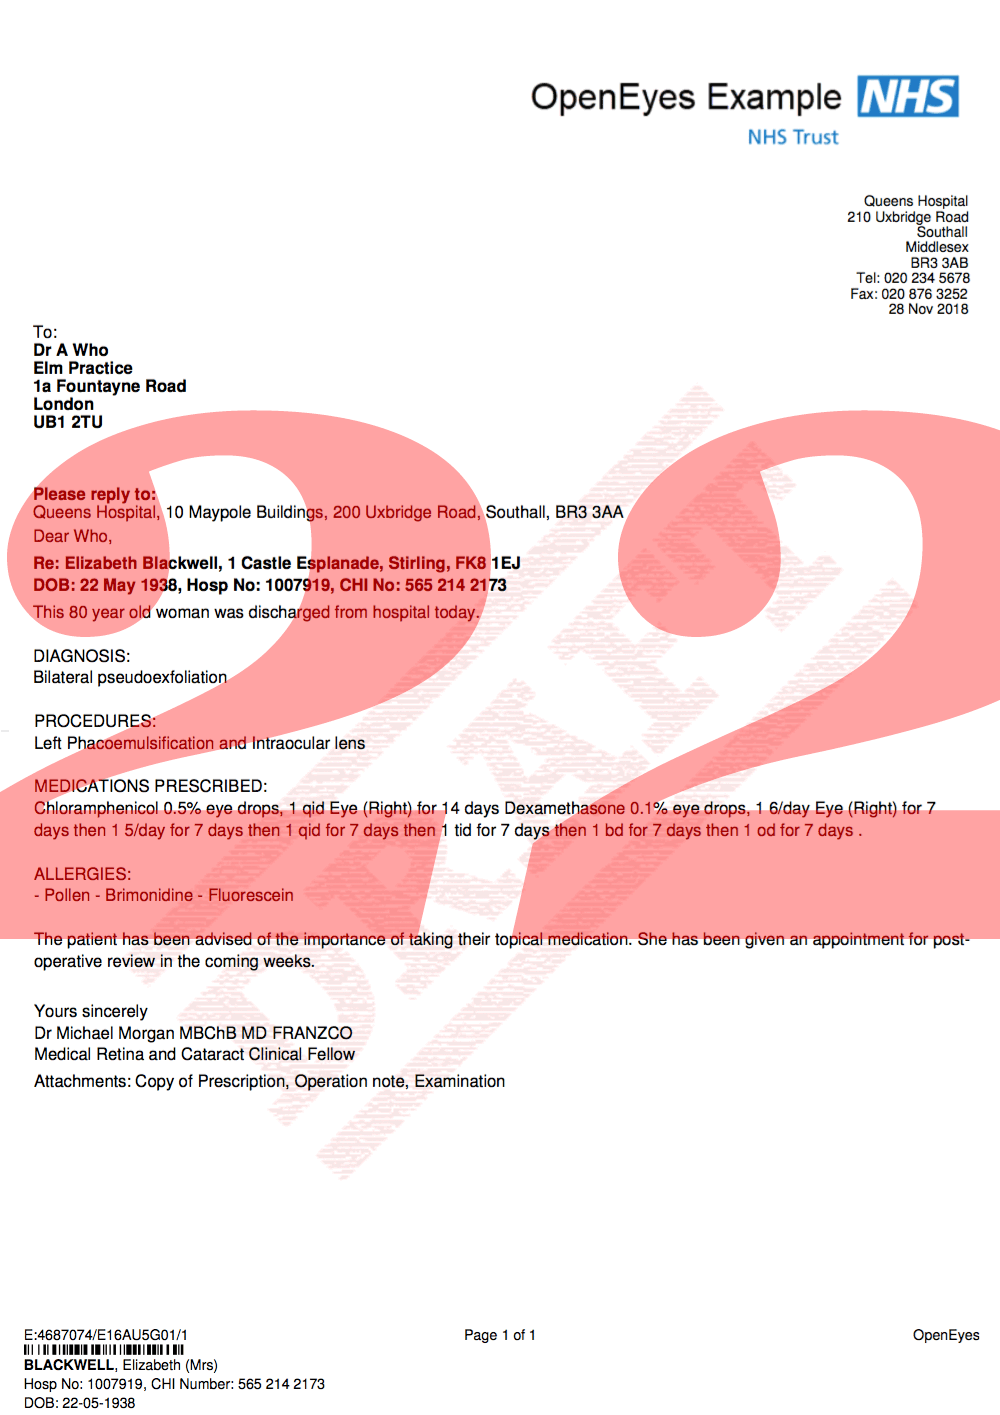 OpenEyes Example NHS
NHS Trust
Queens Hospital
210 Uxbridge Road
Southall
Middlesex
BR3 3AB
Tel: 020 234 5678
Fax: 020 876 3252
28 Nov 2018
To:
Dr A Who
Elm Practice
1a Fountayne Road
London
UB1 2TU
22
DRAFT
Please reply to:
Queens Hospital, 10 Maypole Buildings, 200 Uxbridge Road, Southall, BR3 3AA
Dear Who,
Re: Elizabeth Blackwell, 1 Castle Esplanade, Stirling, FK8 1EJ
DOB: 22 May 1938, Hosp No: 1007919, CHI No: 565 214 2173
This 80 year old woman was discharged from hospital today.
DIAGNOSIS:
Bilateral pseudoexfoliation
PROCEDURES:
Left Phacoemulsification and Intraocular lens
MEDICATIONS PRESCRIBED:
Chloramphenicol 0.5% eye drops, 1 qid Eye (Right) for 14 days Dexamethasone 0.1% eye drops, 1 6/day Eye (Right) for 7
days then 1 5/day for 7 days then 1 qid for 7 days then 1 tid for 7 days then 1 bd for 7 days then 1 od for 7 days .
ALLERGIES:
- Pollen - Brimonidine - Fluorescein
The patient has been advised of the importance of taking their topical medication. She has been given an appointment for post-
operative review in the coming weeks.
Yours sincerely
Dr Michael Morgan MBChB MD FRANZCO
Medical Retina and Cataract Clinical Fellow
Attachments: Copy of Prescription, Operation note, Examination
E:4687074/E16AU5G01/1
Page 1 of 1
OpenEyes
BLACKWELL, Elizabeth (Mrs)
Hosp No: 1007919, CHI Number: 565 214 2173
DOB: 22-05-1938